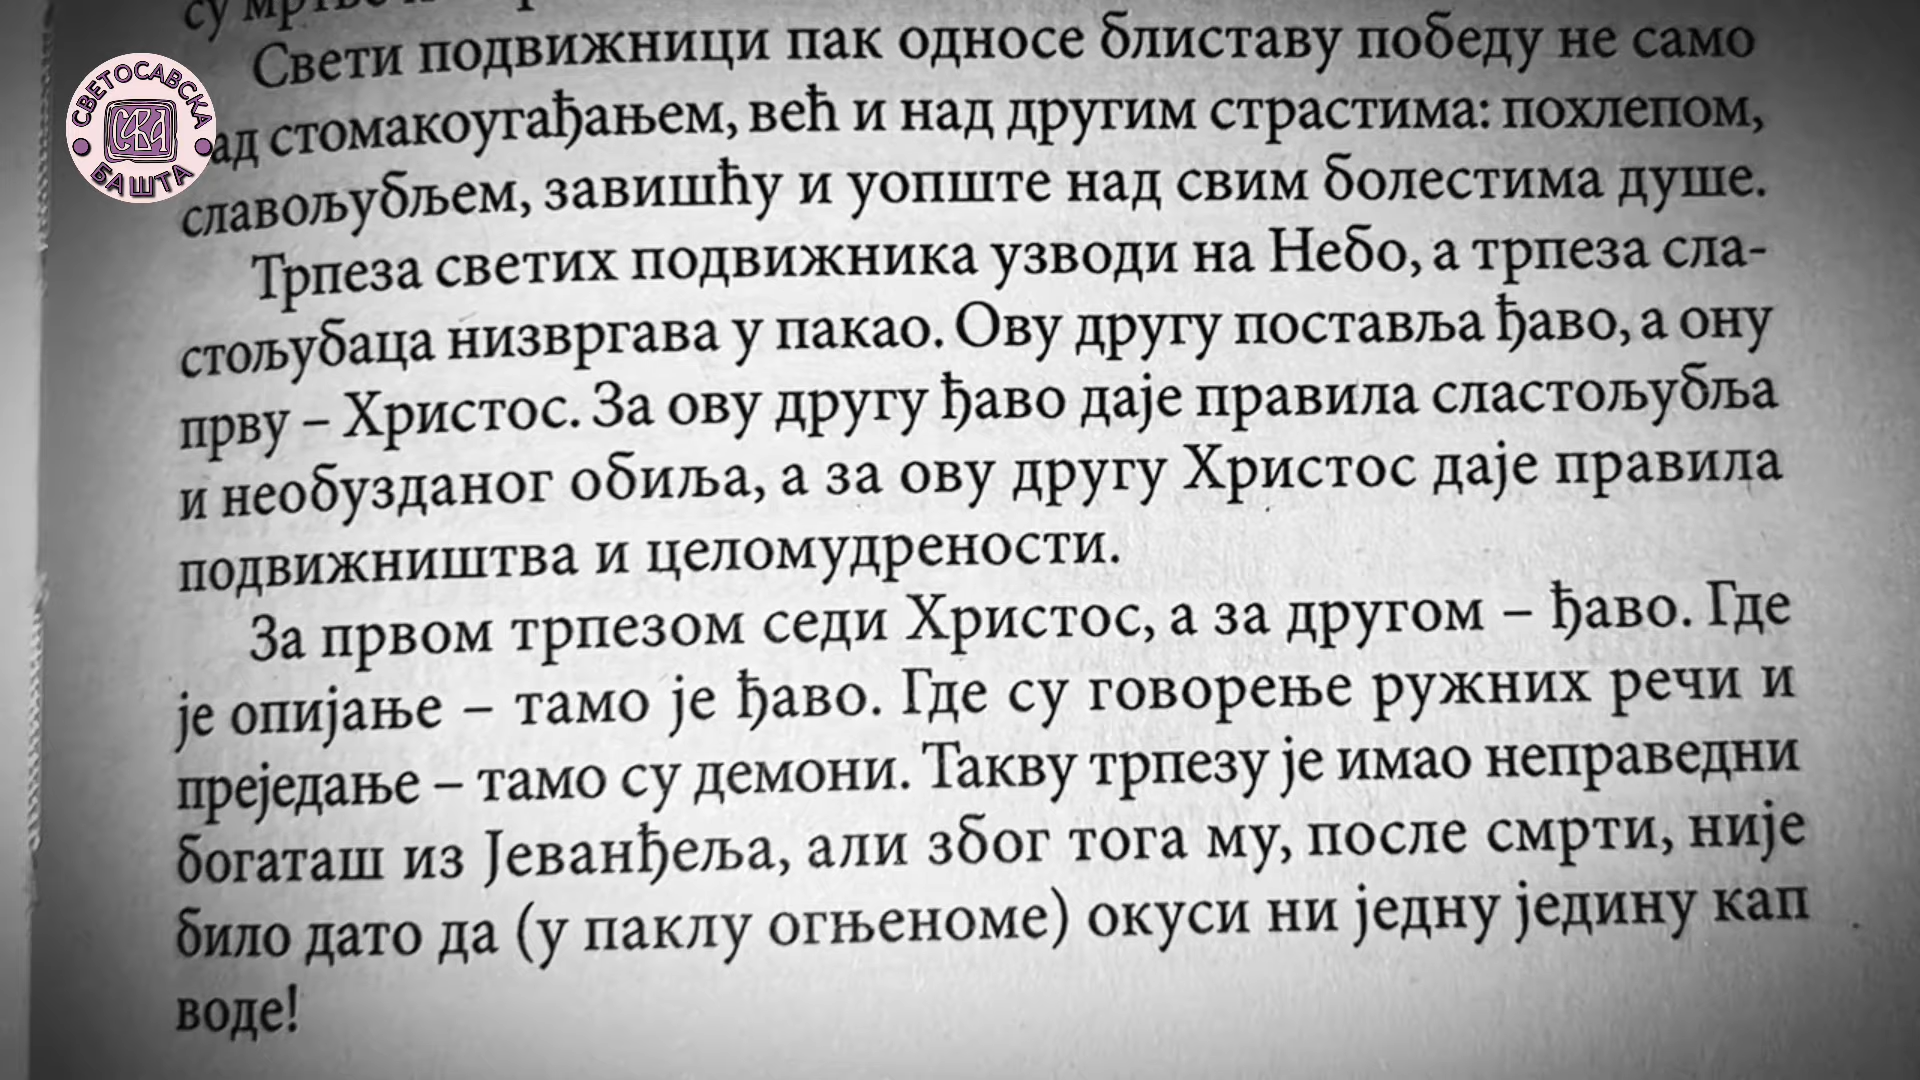 су
Свети подвижници пак односе блиставу победу не само
ад стомакоугађањем, већ и над другим страстима: похлепом,
славољубљем, завишћу и уопште над свим болестима душе.
Трпеза светих подвижника узводи на Небо, а трпеза сла-
стољубаца низвргава у пакао. Ову другу поставља ђаво, а ону
прву – Христос. За ову другу ђаво даје правила сластољубља
и необузданог обиља, а за ову другу Христос даје правила
подвижништва и целомудрености.
За првом трпезом седи Христос, а за другом – ђаво. Где
је опијање – тамо је ђаво. Где су говорење ружних речи и
преједање – тамо су демони. Такву трпезу је имао неправедни
богаташ из Јеванђеља, али због тога му, после смрти, није
било дато да (у паклу огњеноме) окуси ни једну једину кап
воде!
СВЕТОСАВСКА
БАШТА